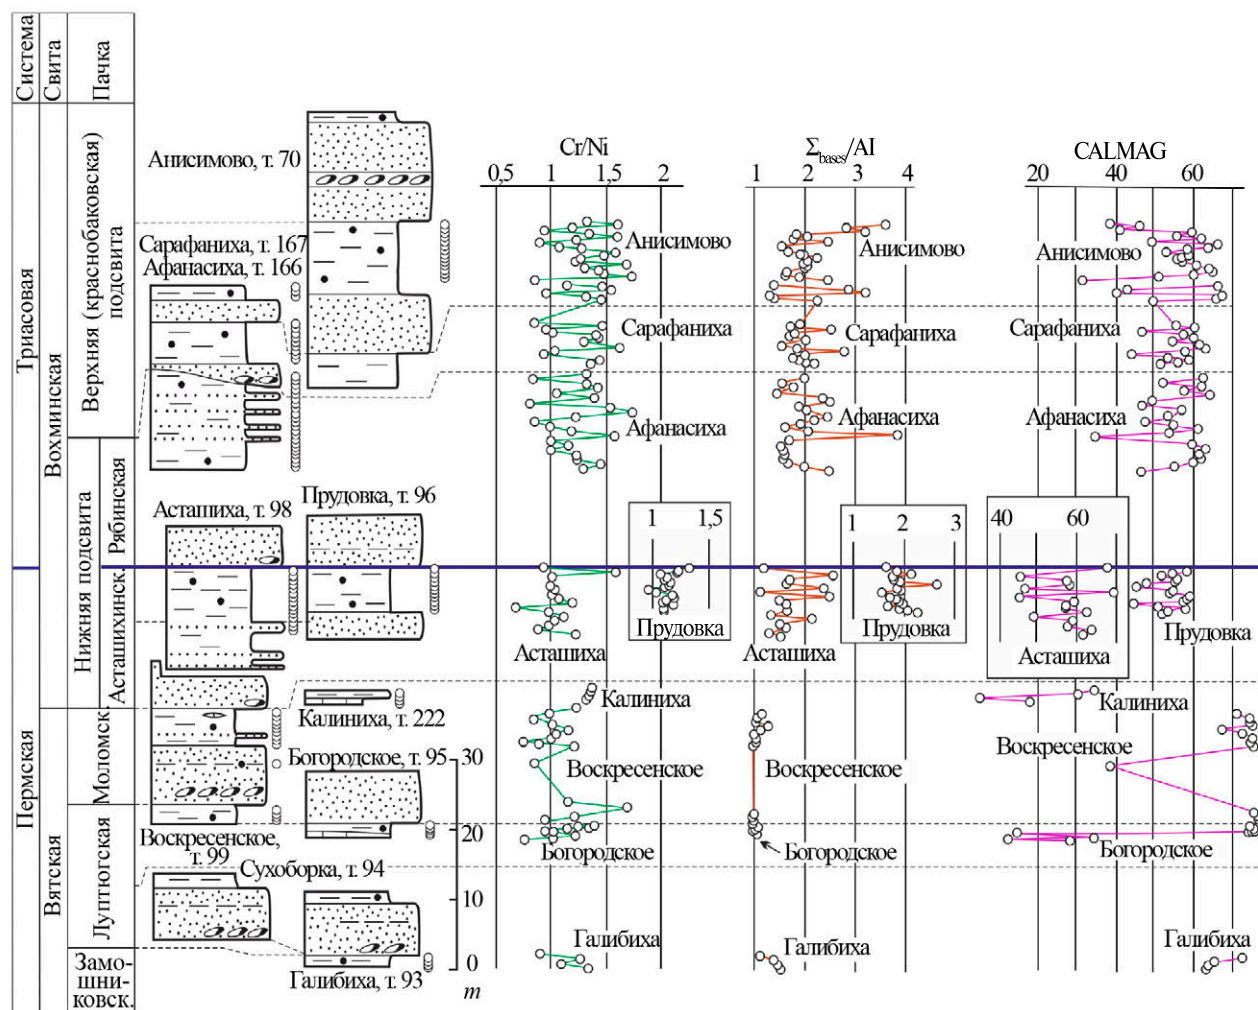 Система
Свита
Пачка
Триасовая
Пермская
Вохминская
Вятская
Верхняя (краснобаковская)
подсвита
Нижняя подсвита
Рябинская
Асташихинск.
Моломск.
Луптюгская
Замо-
шни-
ковск.
Анисимово, т. 70
Сарафаниха, т. 167
Афанасиха, т. 166
Асташиха, т. 98
Прудовка, т. 96
Калиниха, т. 222
Богородское, т. 95
Воскресенское,
т. 99
Сухоборка, т. 94
Галибиха, т. 93
30
20
10
0
m
Cr/Ni
0,5 1 1,5 2
Анисимово
Сарафаниха
Афанасиха
1 1,5
Прудовка
Асташиха
Калиниха
Воскресенское
Богородское
Галибиха
Σbases/Al
1 2 3 4
Анисимово
Сарафаниха
Афанасиха
1 2 3
Прудовка
Асташиха
Воскресенское
Богородское
Галибиха
CALMAG
20 40 60
Анисимово
Сарафаниха
Афанасиха
40 60
Асташиха
Прудовка
Калиниха
Воскресенское
Богородское
Галибиха